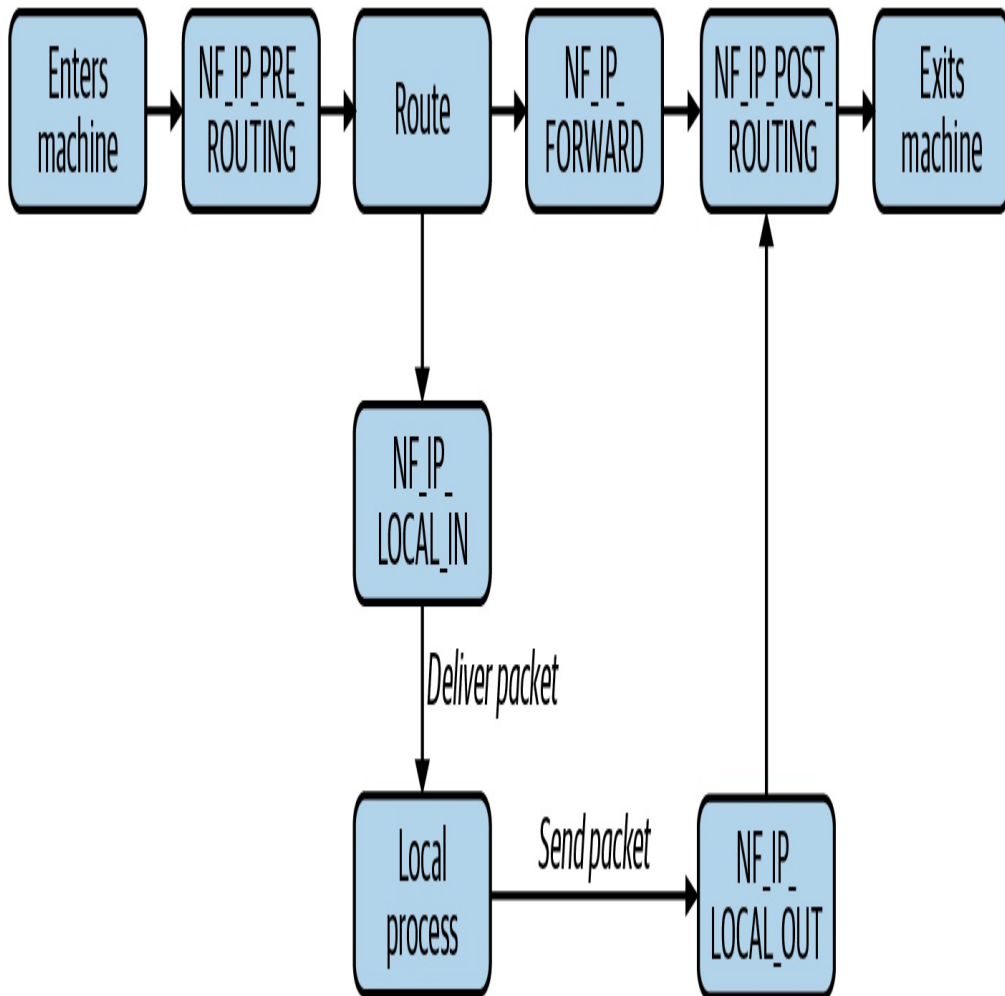 Enters
machine
NF_IP_PRE_
ROUTING
Route
NF_IP_
FORWARD
NF_IP_POST_
ROUTING
Exits
machine
NF_IP_
LOCAL_IN
Deliver packet
Local
process
Send packet
NF_IP_
LOCAL_OUT